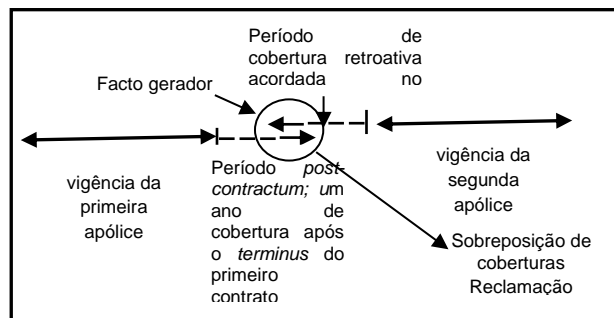 Período de
cobertura retroativa
acordada no
Facto gerador
vigência da
primeira
apólice
Período post-
contractum; um
ano de
cobertura após
o terminus do
primeiro
contrato
vigência da
segunda
apólice
Sobreposição de
coberturas
Reclamação